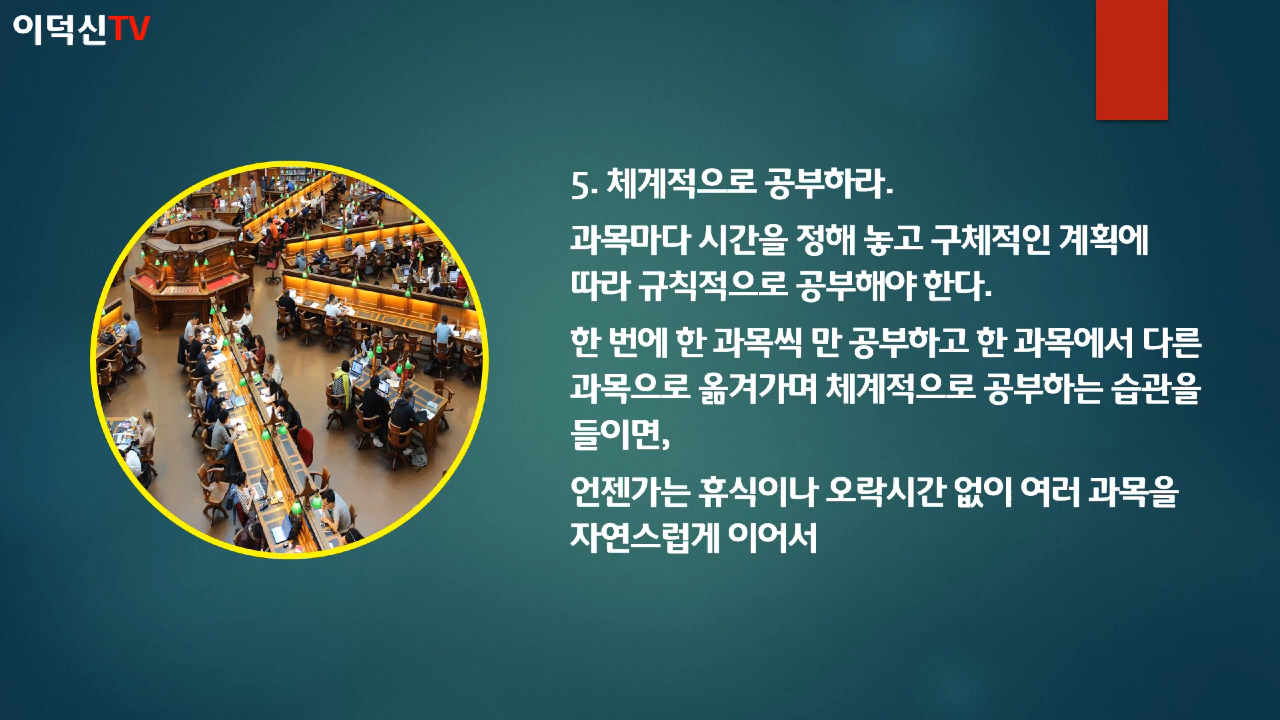 이덕신TV
5. 체계적으로 공부하라.
과목마다 시간을 정해 놓고 구체적인 계획에
따라 규칙적으로 공부해야 한다.
한 번에 한 과목씩 만 공부하고 한 과목에서 다른
과목으로 옮겨가며 체계적으로 공부하는 습관을
들이면,
언젠가는 휴식이나 오락시간 없이 여러 과목을
자연스럽게 이어서